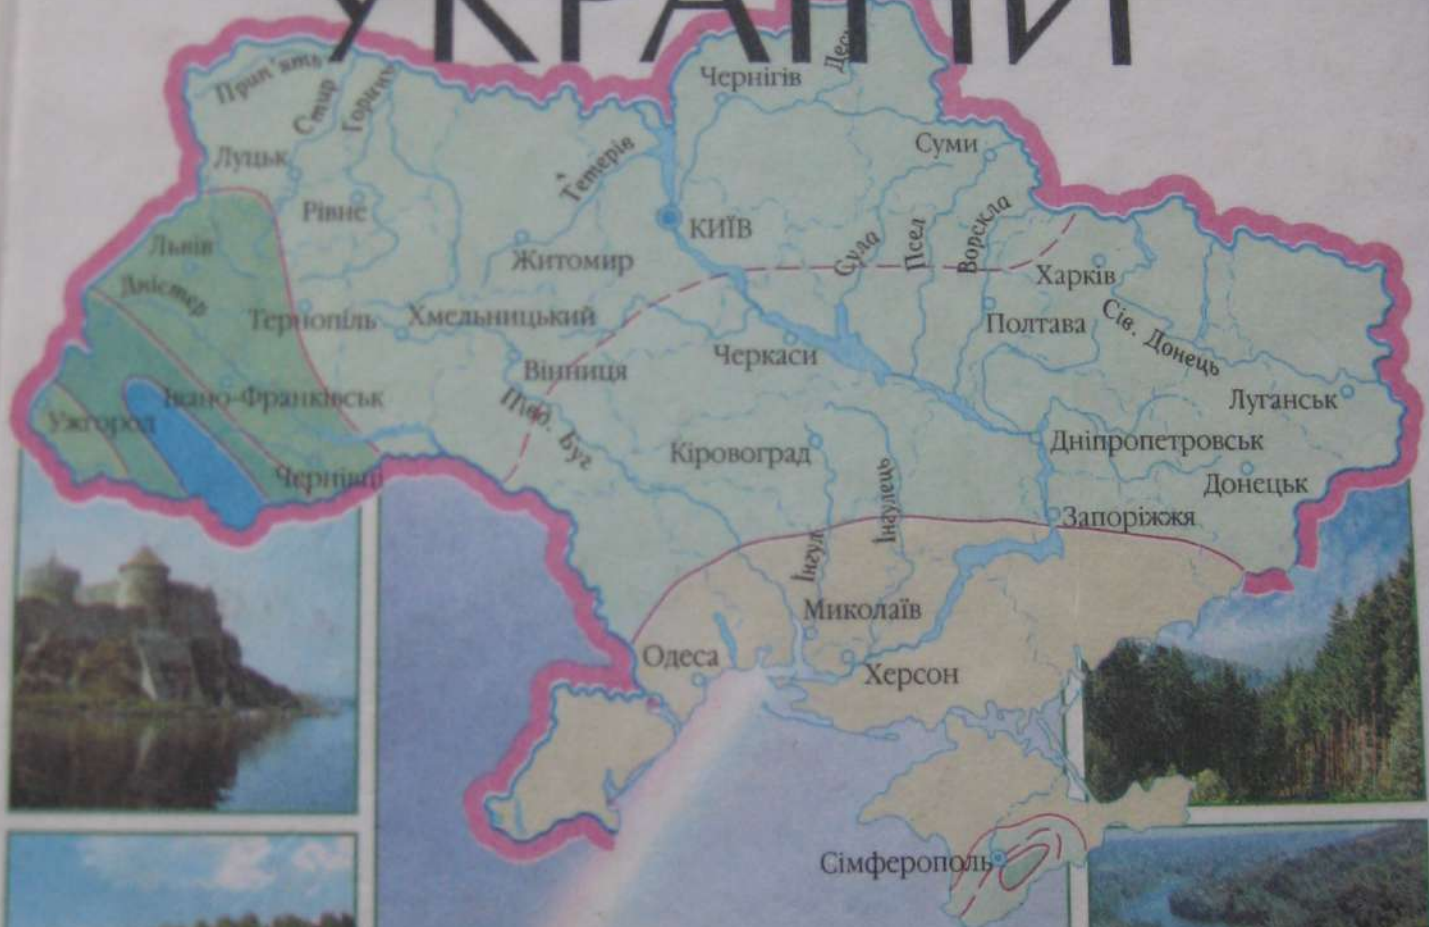 УКРАЇНИ
Чернігів
Десн
Прип'ять
Стир
Горинь
Луцьк
Суми
Тетерів
Рівне
КИЇВ
Львів
Житомир
Сула
Псел
Ворскла
Харків
Дністер
Тернопіль
Хмельницький
Полтава
Сів. Донець
Черкаси
Вінниця
Івано-Франківськ
Півд. Буг
Луганськ
Ужгород
Кіровоград
Дніпропетровськ
Чернівці
Інгулець
Донецьк
Запоріжжя
Інгул
Миколаїв
Одеса
Херсон
Сімферополь